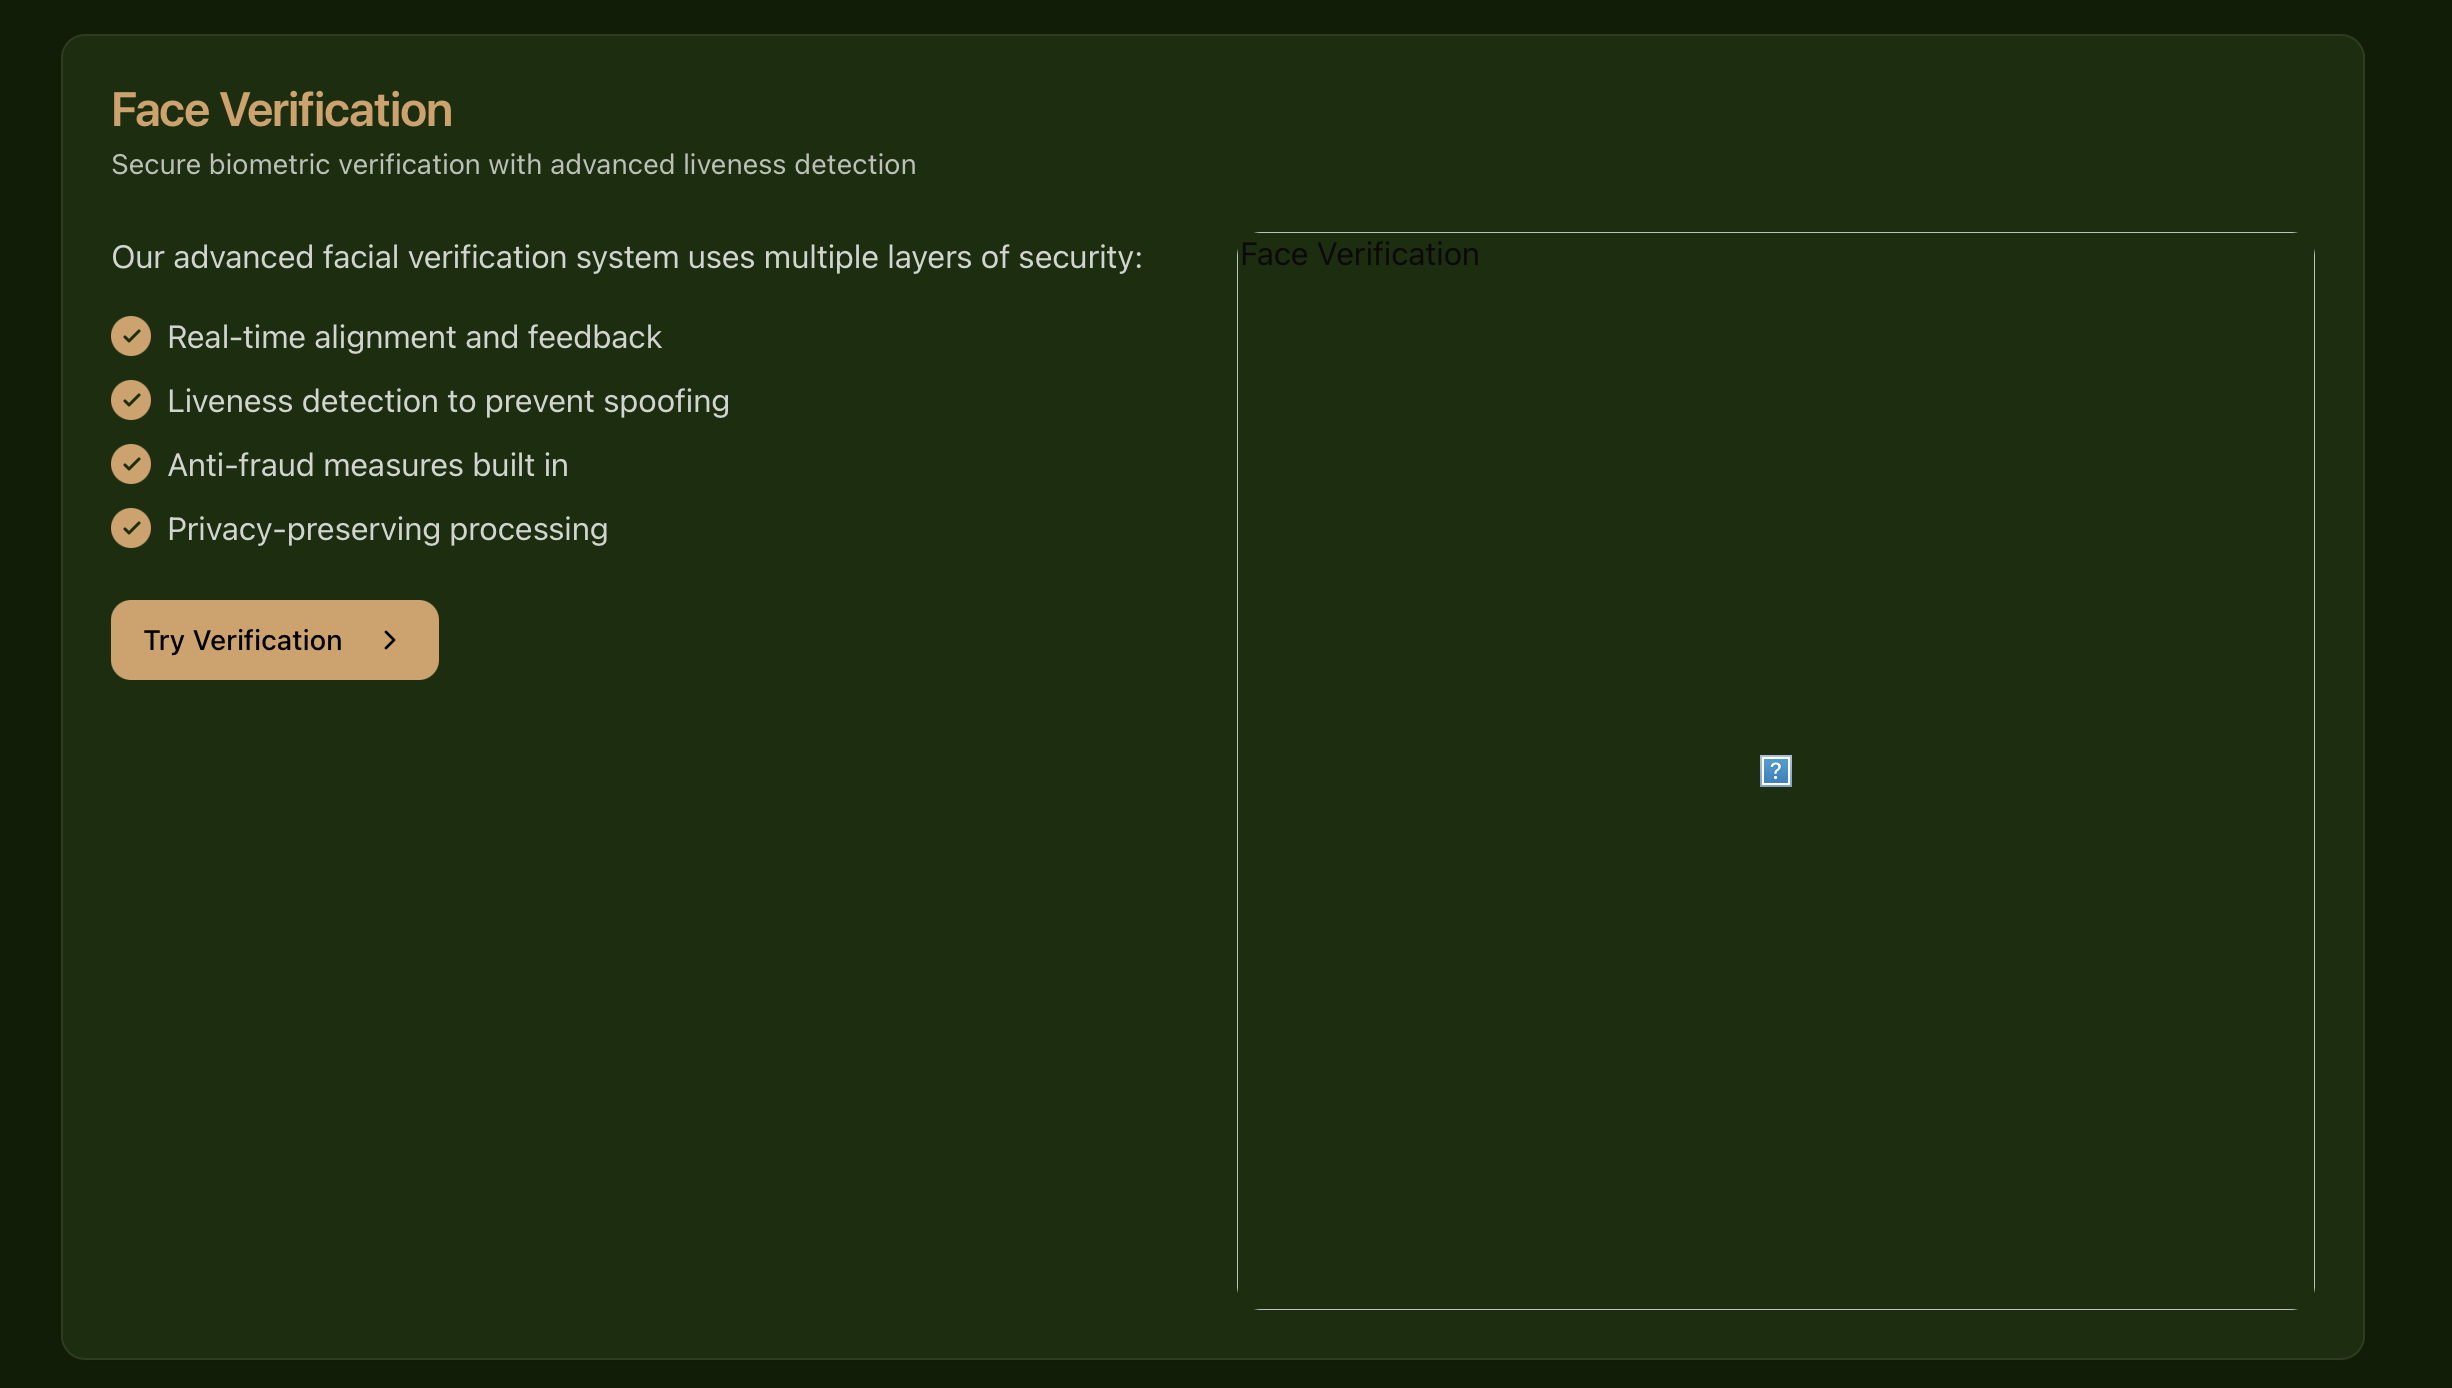 Face Verification
Secure biometric verification with advanced liveness detection
Our advanced facial verification system uses multiple layers of security:
Real-time alignment and feedback
Liveness detection to prevent spoofing
Anti-fraud measures built in
Privacy-preserving processing
Try Verification
Face Verification
?